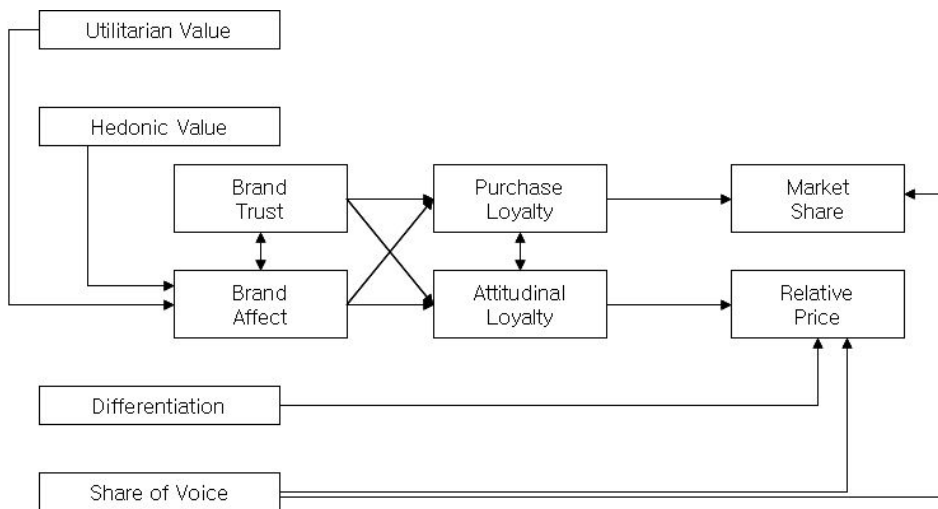 Utilitarian Value
Hedonic Value
Brand
Trust
Purchase
Loyalty
Market
Share
Brand
Affect
Attitudinal
Loyalty
Relative
Price
Differentiation
Share of Voice